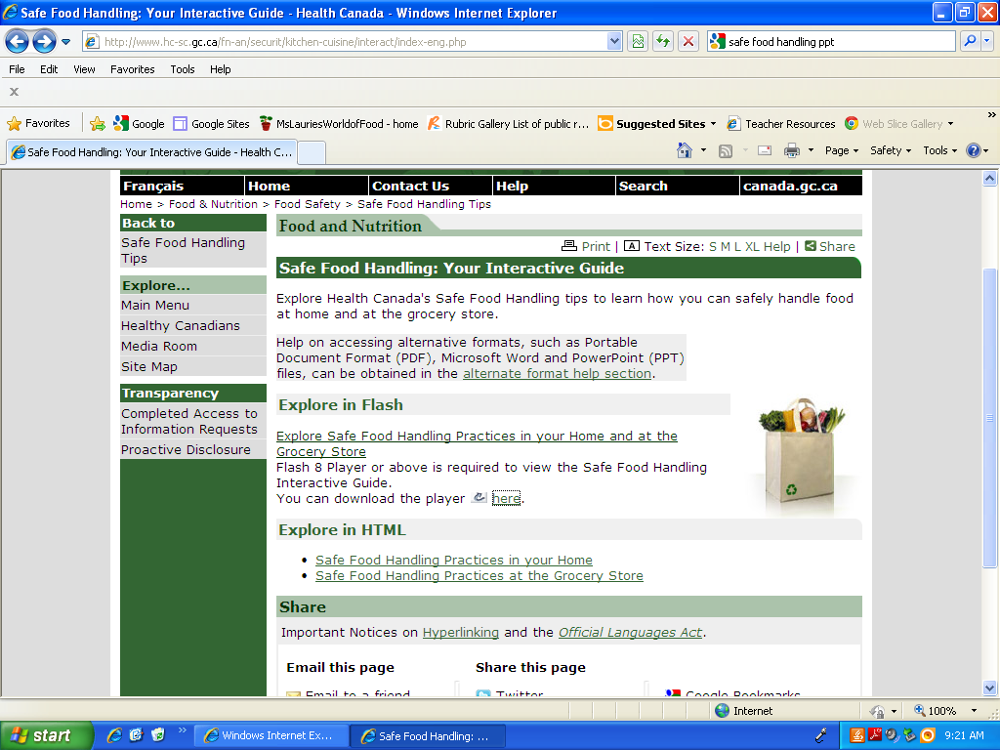 Safe Food Handling: Your Interactive Guide - Health Canada - Windows Internet Explorer
http://www.hc-sc.gc.ca/fn-an/securit/kitchen-cuisine/interact/index-eng.php
safe food handling ppt
File Edit View Favorites Tools Help
x
Favorites Google Google Sites MsLauriesWorldofFood - home Rubric Gallery List of public r... Suggested Sites Teacher Resources Web Slice Gallery »
Safe Food Handling: Your Interactive Guide - Health C...
Page Safety Tools
Français Home Contact Us Help Search canada.gc.ca
Home > Food & Nutrition > Food Safety > Safe Food Handling Tips
Back to
Safe Food Handling
Tips
Explore...
Main Menu
Healthy Canadians
Media Room
Site Map
Transparency
Completed Access to
Information Requests
Proactive Disclosure
Food and Nutrition
Print | A Text Size: S M L XL Help | Share
Safe Food Handling: Your Interactive Guide
Explore Health Canada's Safe Food Handling tips to learn how you can safely handle food
at home and at the grocery store.
Help on accessing alternative formats, such as Portable
Document Format (PDF), Microsoft Word and PowerPoint (PPT)
files, can be obtained in the alternate format help section.
Explore in Flash
Explore Safe Food Handling Practices in your Home and at the
Grocery Store
Flash 8 Player or above is required to view the Safe Food Handling
Interactive Guide.
You can download the player here.
Explore in HTML
• Safe Food Handling Practices in your Home
• Safe Food Handling Practices at the Grocery Store
Share
Important Notices on Hyperlinking and the Official Languages Act.
Email this page Share this page
Email to a friend Twitter Google Bookmarks
Internet 100%
start » Windows Internet Ex... Safe Food Handling: ... 9:21 AM